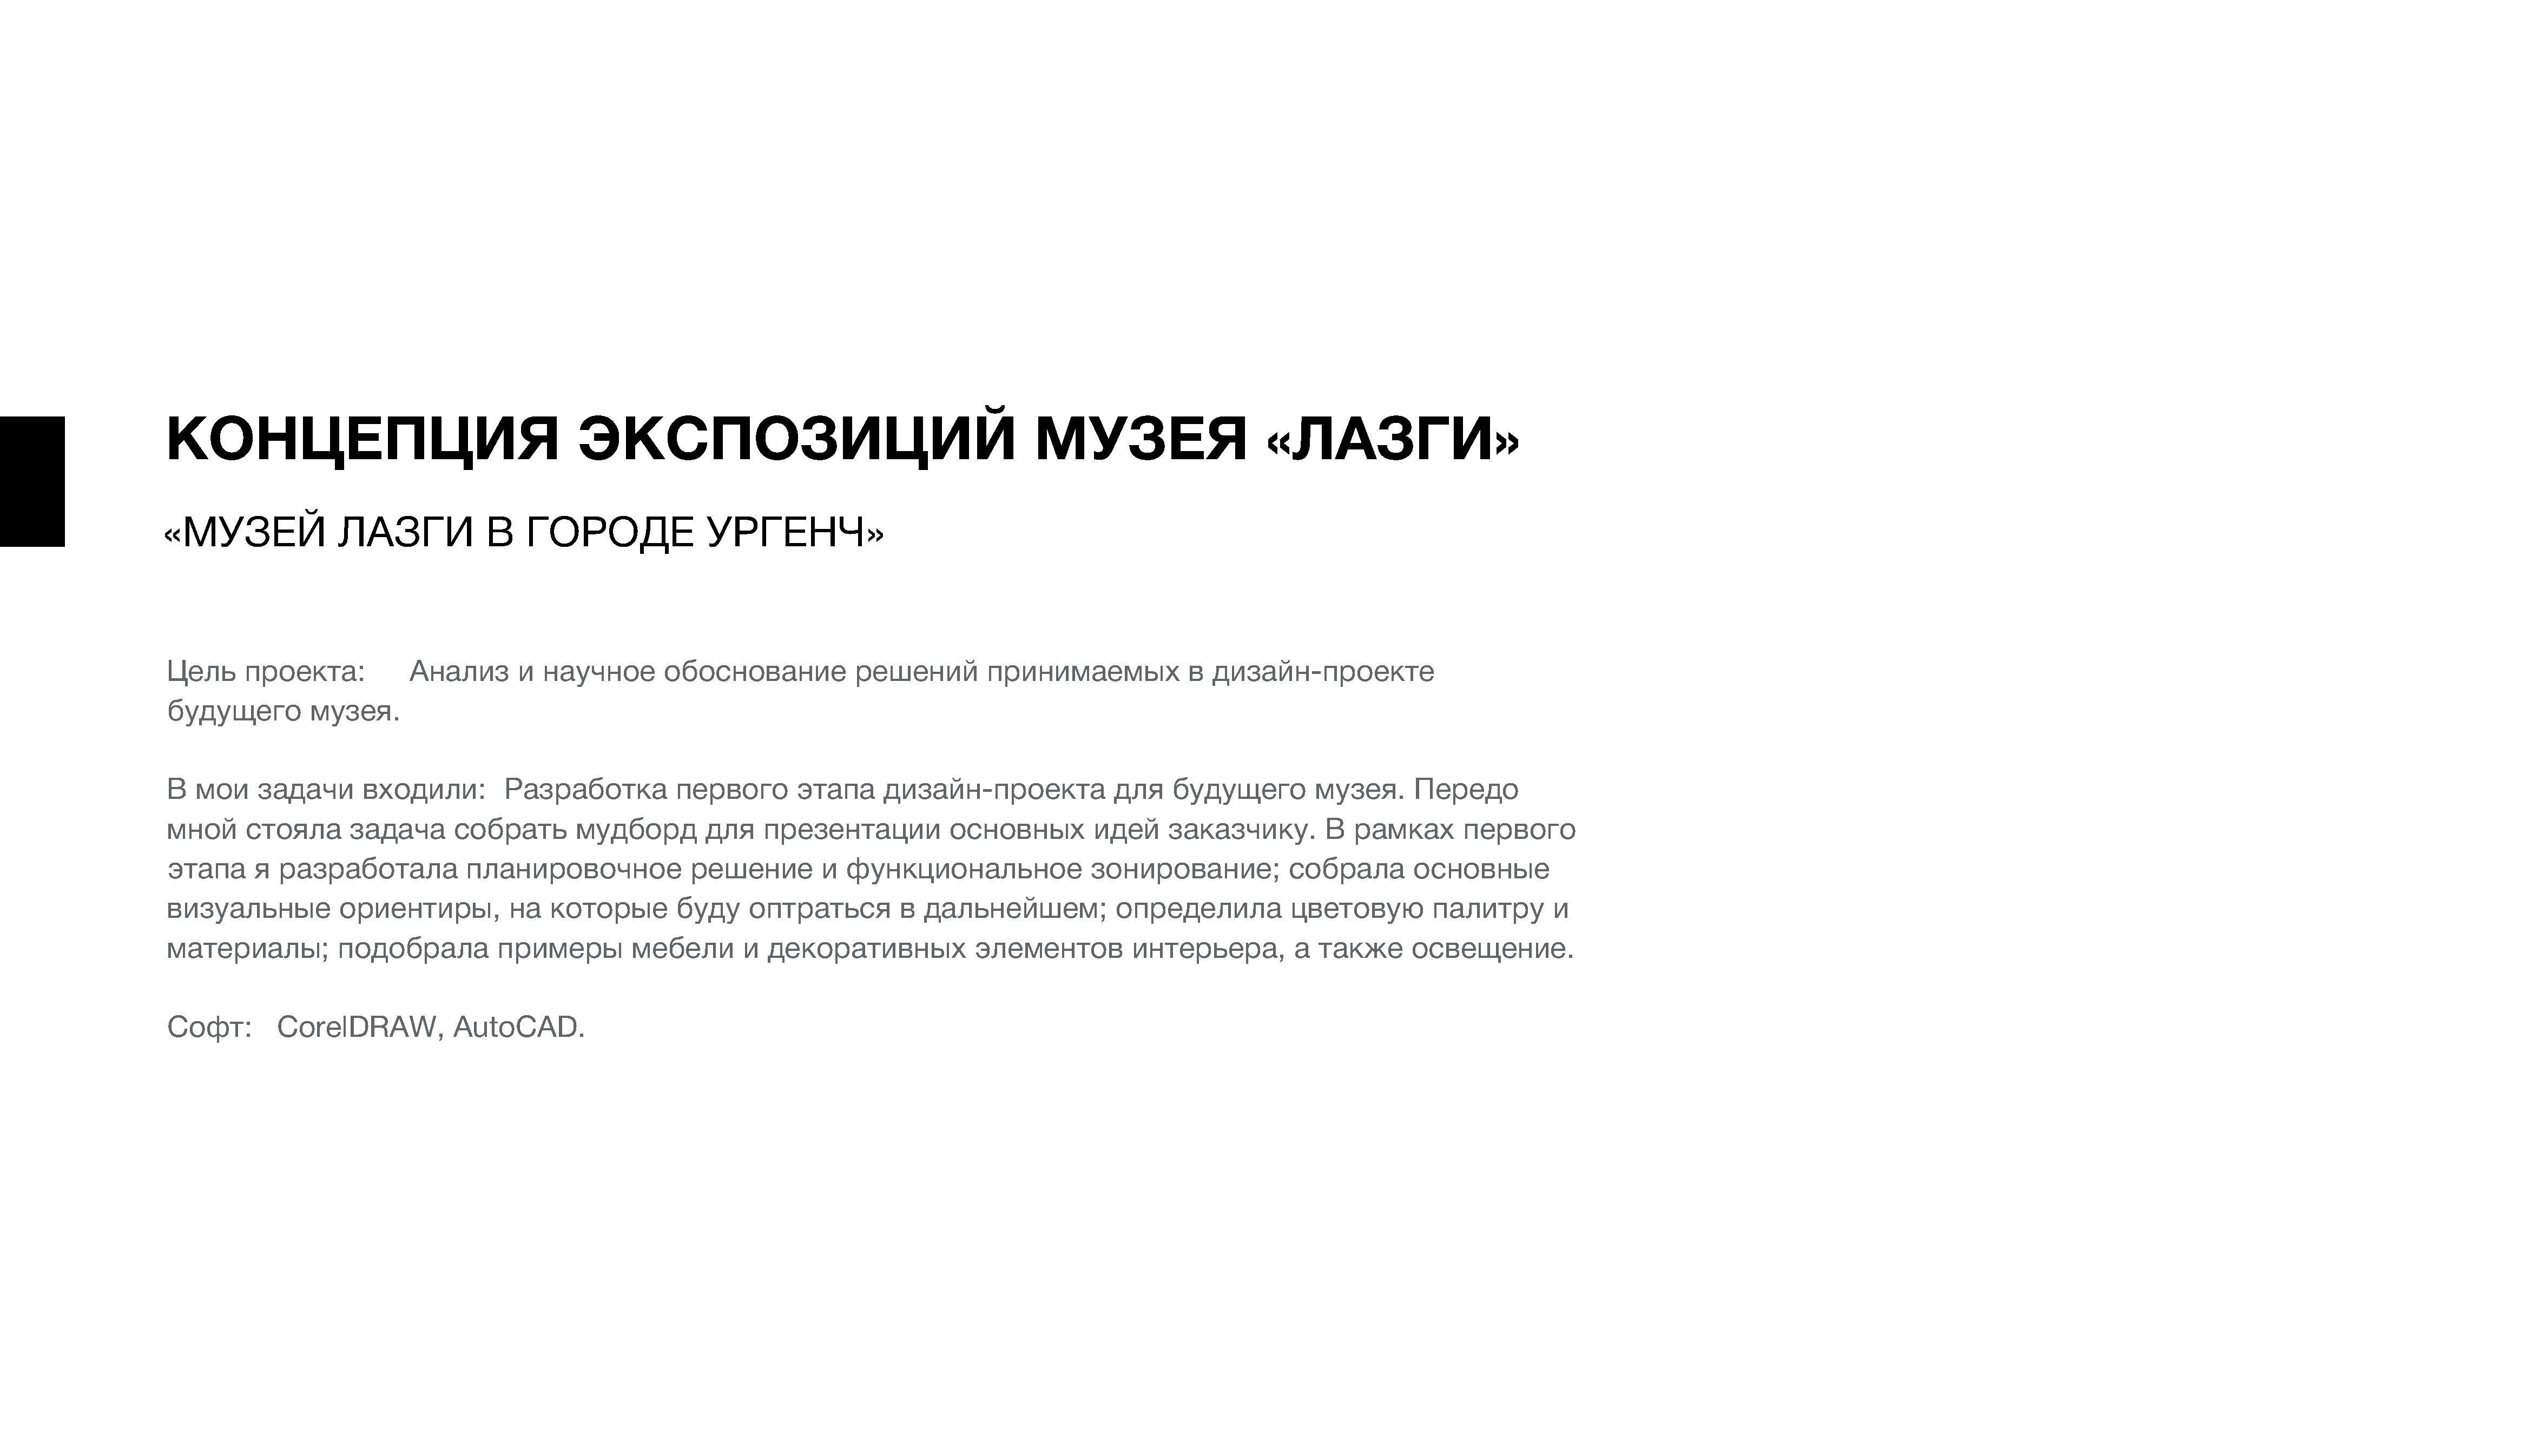 КОНЦЕПЦИЯ ЭКСПОЗИЦИЙ МУЗЕЯ «ЛАЗГИ»
«МУЗЕЙ ЛАЗГИ В ГОРОДЕ УРГЕНЧ»
Цель проекта: Анализ и научное обоснование решений принимаемых в дизайн-проекте
будущего музея.
В мои задачи входили: Разработка первого этапа дизайн-проекта для будущего музея. Передо
мной стояла задача собрать мудборд для презентации основных идей заказчику. В рамках первого
этапа я разработала планировочное решение и функциональное зонирование; собрала основные
визуальные ориентиры, на которые буду оптраться в дальнейшем; определила цветовую палитру и
материалы; подобрала примеры мебели и декоративных элементов интерьера, а также освещение.
Софт: CorelDRAW, AutoCAD.